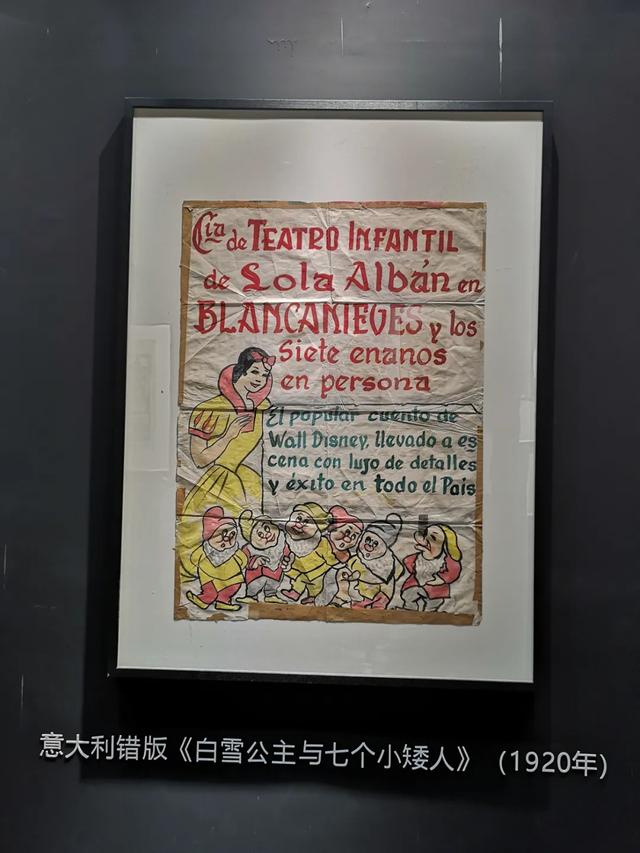 Cía de TEATRO INFANTIL
de Lola Albán en
BLANCANIEVES y los
Siete enanos
en persona
El popular cuento de
Wall Disney, llevado a es
cena con lujo de detalles
y éxito en todo el País
意大利错版《白雪公主与七个小矮人》（1920年）